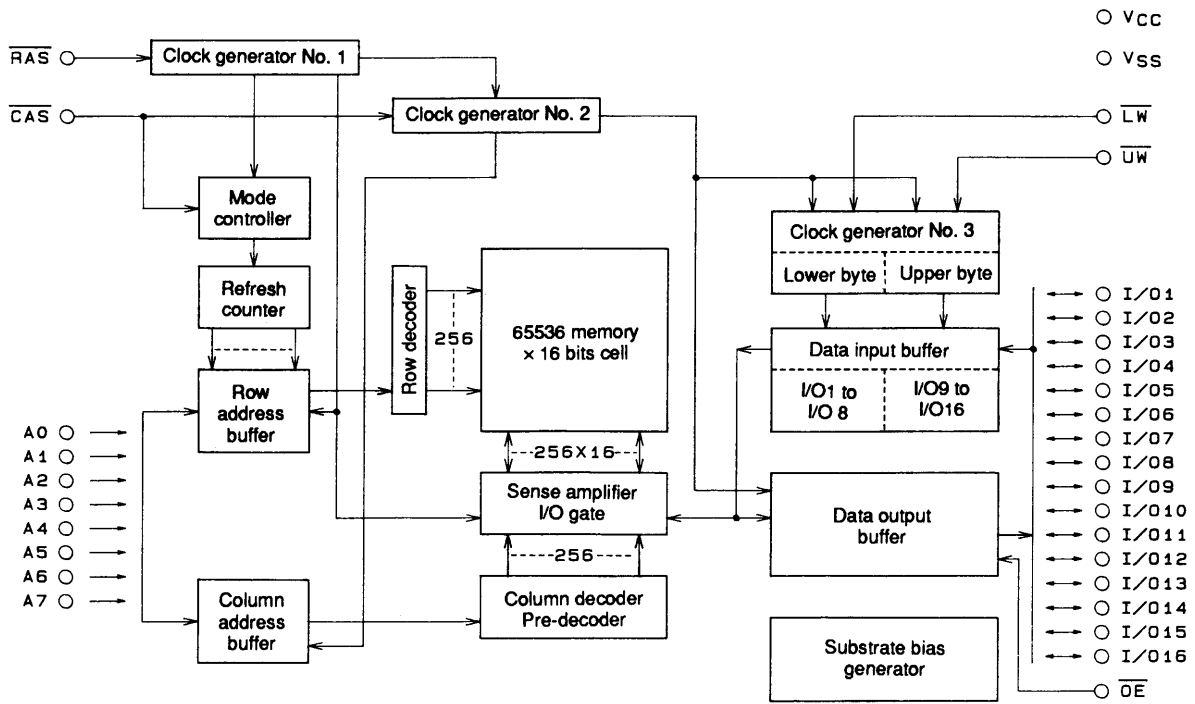 VCC
RAS
Clock generator No. 1
VSS
CAS
Clock generator No. 2
LW
UW
Mode
controller
Clock generator No. 3
Lower byte
Upper byte
Refresh
counter
Row decoder
256
65536 memory
× 16 bits cell
Data input buffer
I/O1 to
I/O 8
I/O9 to
I/O16
Row
address
buffer
A0
A1
A2
A3
A4
A5
A6
A7
256X16
Sense amplifier
I/O gate
256
Column decoder
Pre-decoder
Column
address
buffer
Data output
buffer
Substrate bias
generator
I/O1
I/O2
I/O3
I/O4
I/O5
I/O6
I/O7
I/O8
I/O9
I/O10
I/O11
I/O12
I/O13
I/O14
I/O15
I/O16
OE